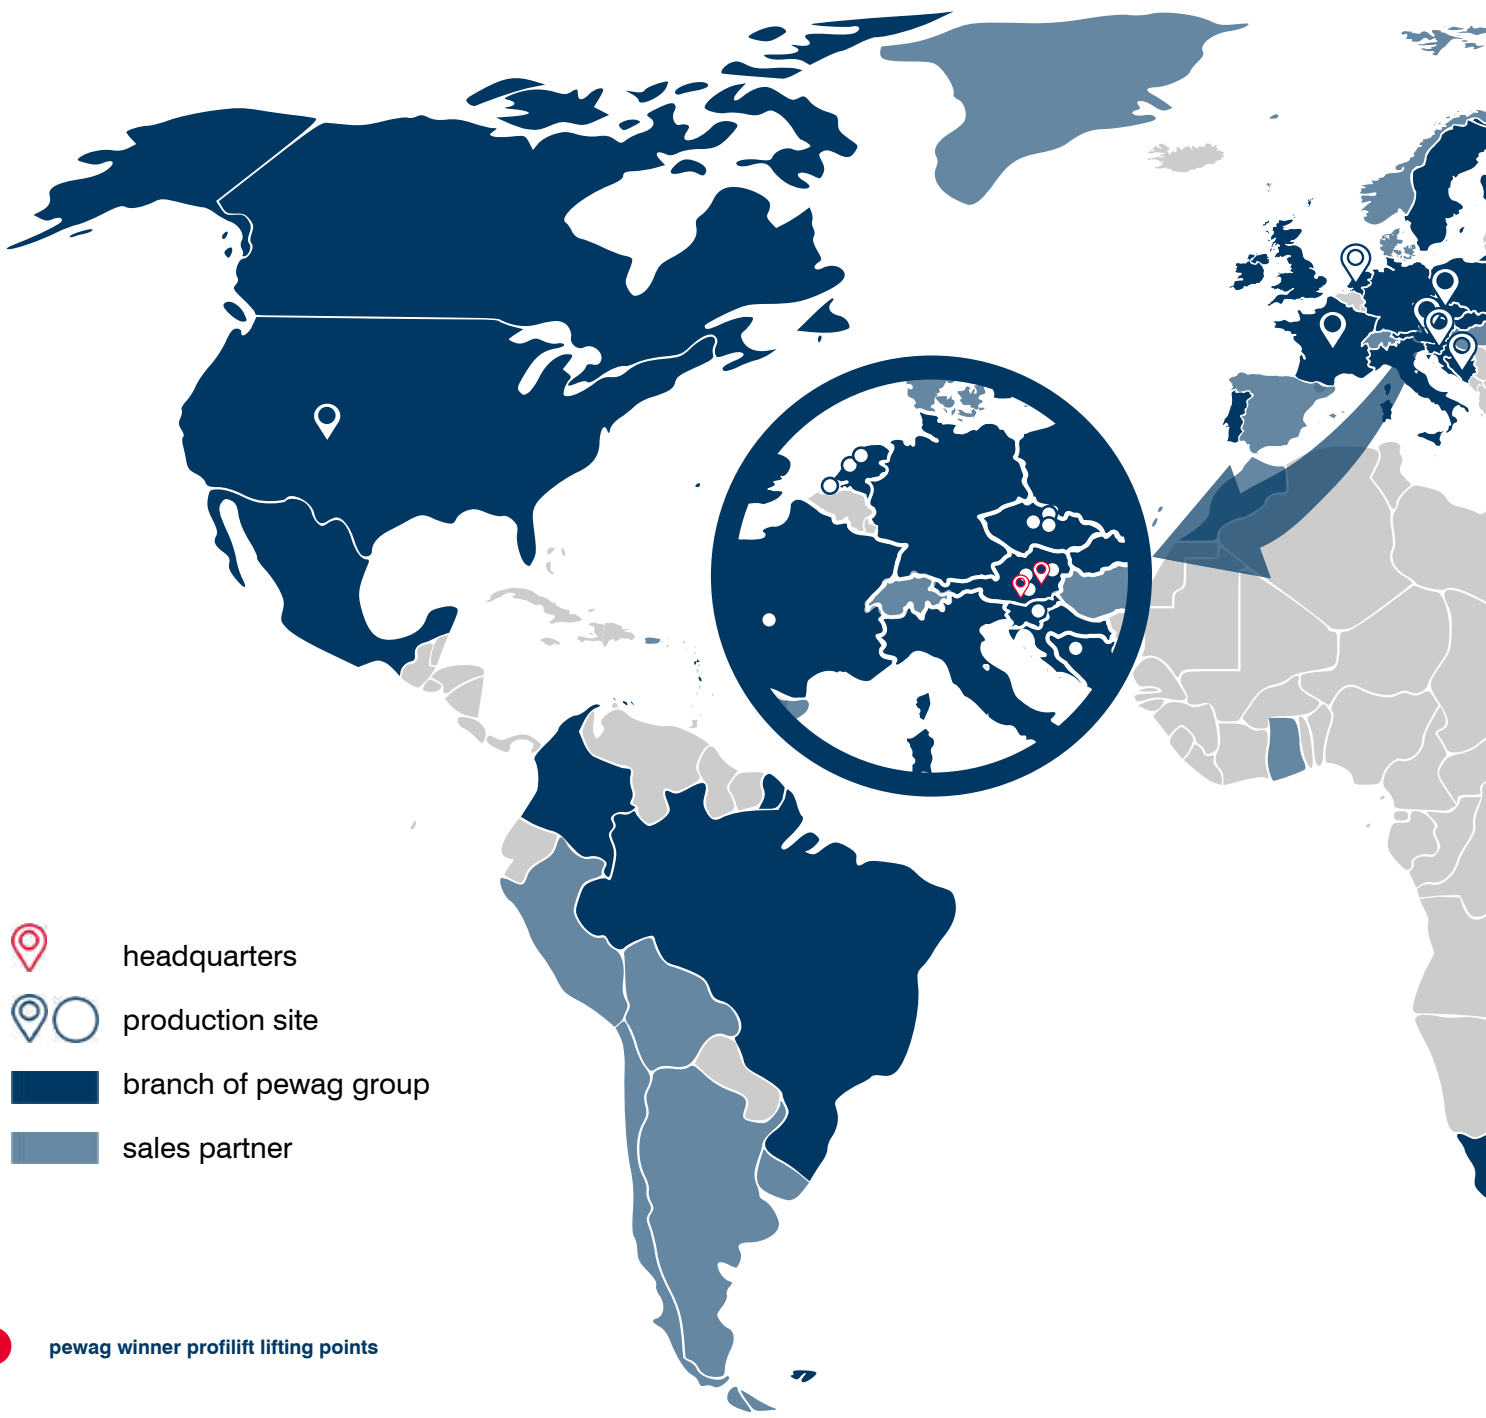 headquarters
production site
branch of pewag group
sales partner
pewag winner profilift lifting points